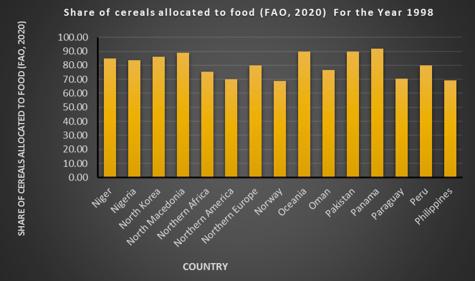 Share of cereals allocated to food (FAO, 2020) For the Year 1998
SHARE OF CEREALS ALLOCATED TO FOOD (FAO, 2020)
100.00
90.00
80.00
70.00
60.00
50.00
40.00
30.00
20.00
10.00
0.00
Niger
Nigeria
North Korea
North Macedonia
Northern Africa
Northern America
Northern Europe
Norway
Oceania
Oman
Pakistan
Panama
Paraguay
Peru
Philippines
COUNTRY